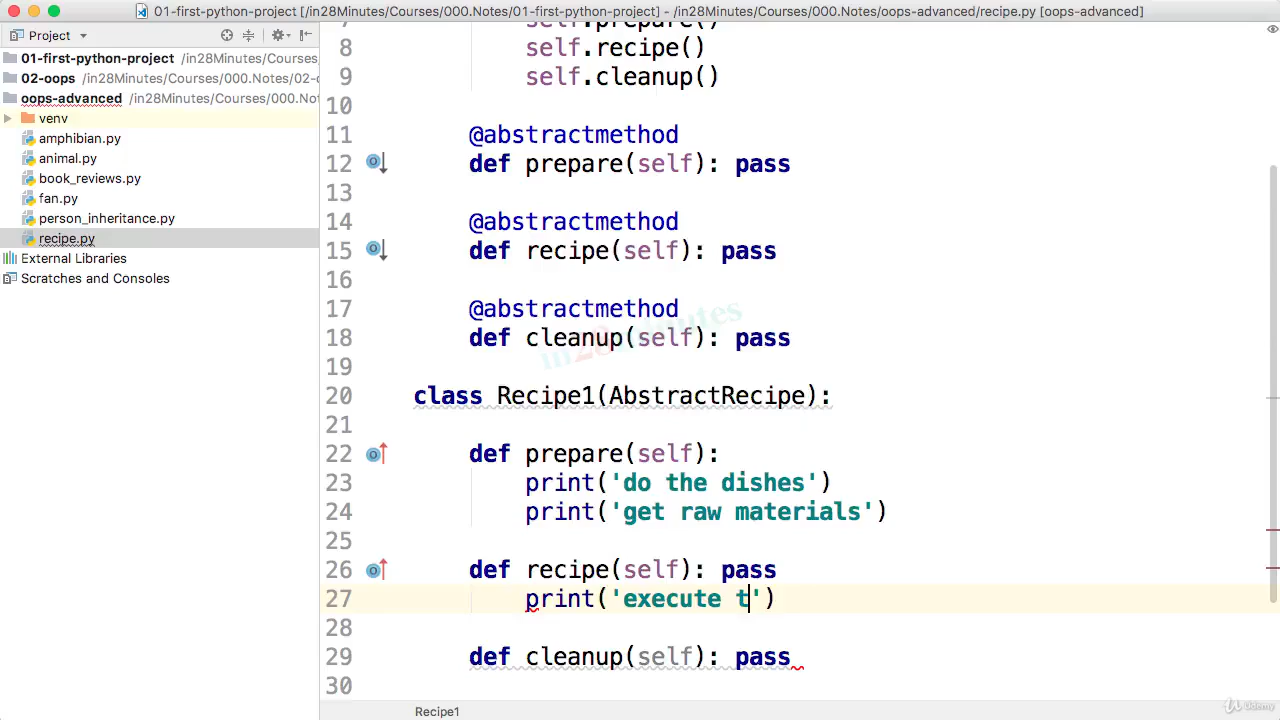 01-first-python-project [/in28Minutes/Courses/000.Notes/01-first-python-project] - /in28Minutes/Courses/000.Notes/oops-advanced/recipe.py [oops-advanced]
Project
01-first-python-project /in28Minutes/Courses
02-oops /in28Minutes/Courses/000.Notes/02-o
oops-advanced /in28Minutes/Courses/000.Not
venv
amphibian.py
animal.py
book_reviews.py
fan.py
person_inheritance.py
recipe.py
External Libraries
Scratches and Consoles
7 self.prepare()
8 self.recipe()
9 self.cleanup()
10
11 @abstractmethod
12 def prepare(self): pass
13
14 @abstractmethod
15 def recipe(self): pass
16
17 @abstractmethod
18 def cleanup(self): pass
19
20 class Recipe1(AbstractRecipe):
21
22 def prepare(self):
23 print('do the dishes')
24 print('get raw materials')
25
26 def recipe(self): pass
27 print('execute t')
28
29 def cleanup(self): pass
30
in28minutes
Recipe1
Udemy